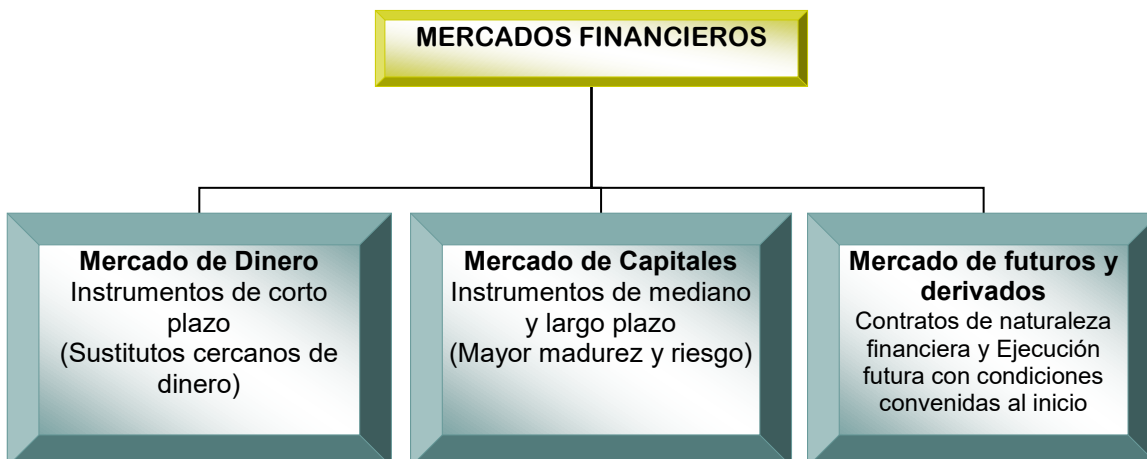 MERCADOS FINANCIEROS
Mercado de Dinero
Instrumentos de corto
plazo
(Sustitutos cercanos de
dinero)
Mercado de Capitales
Instrumentos de mediano
y largo plazo
(Mayor madurez y riesgo)
Mercado de futuros y
derivados
Contratos de naturaleza
financiera y Ejecución
futura con condiciones
convenidas al inicio